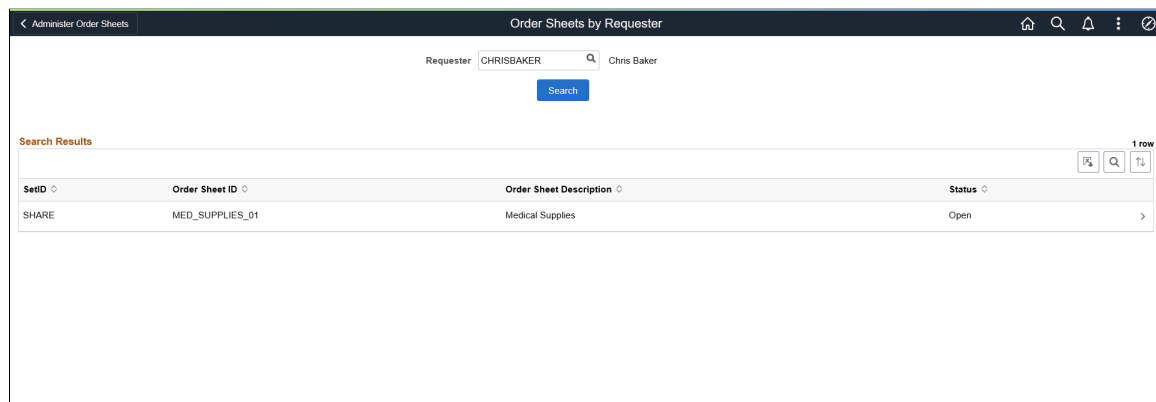 Administer Order Sheets
Order Sheets by Requester
Requester CHRISBAKER Chris Baker
Search
Search Results
1 row
SetID Order Sheet ID Order Sheet Description Status
SHARE MED_SUPPLIES_01 Medical Supplies Open